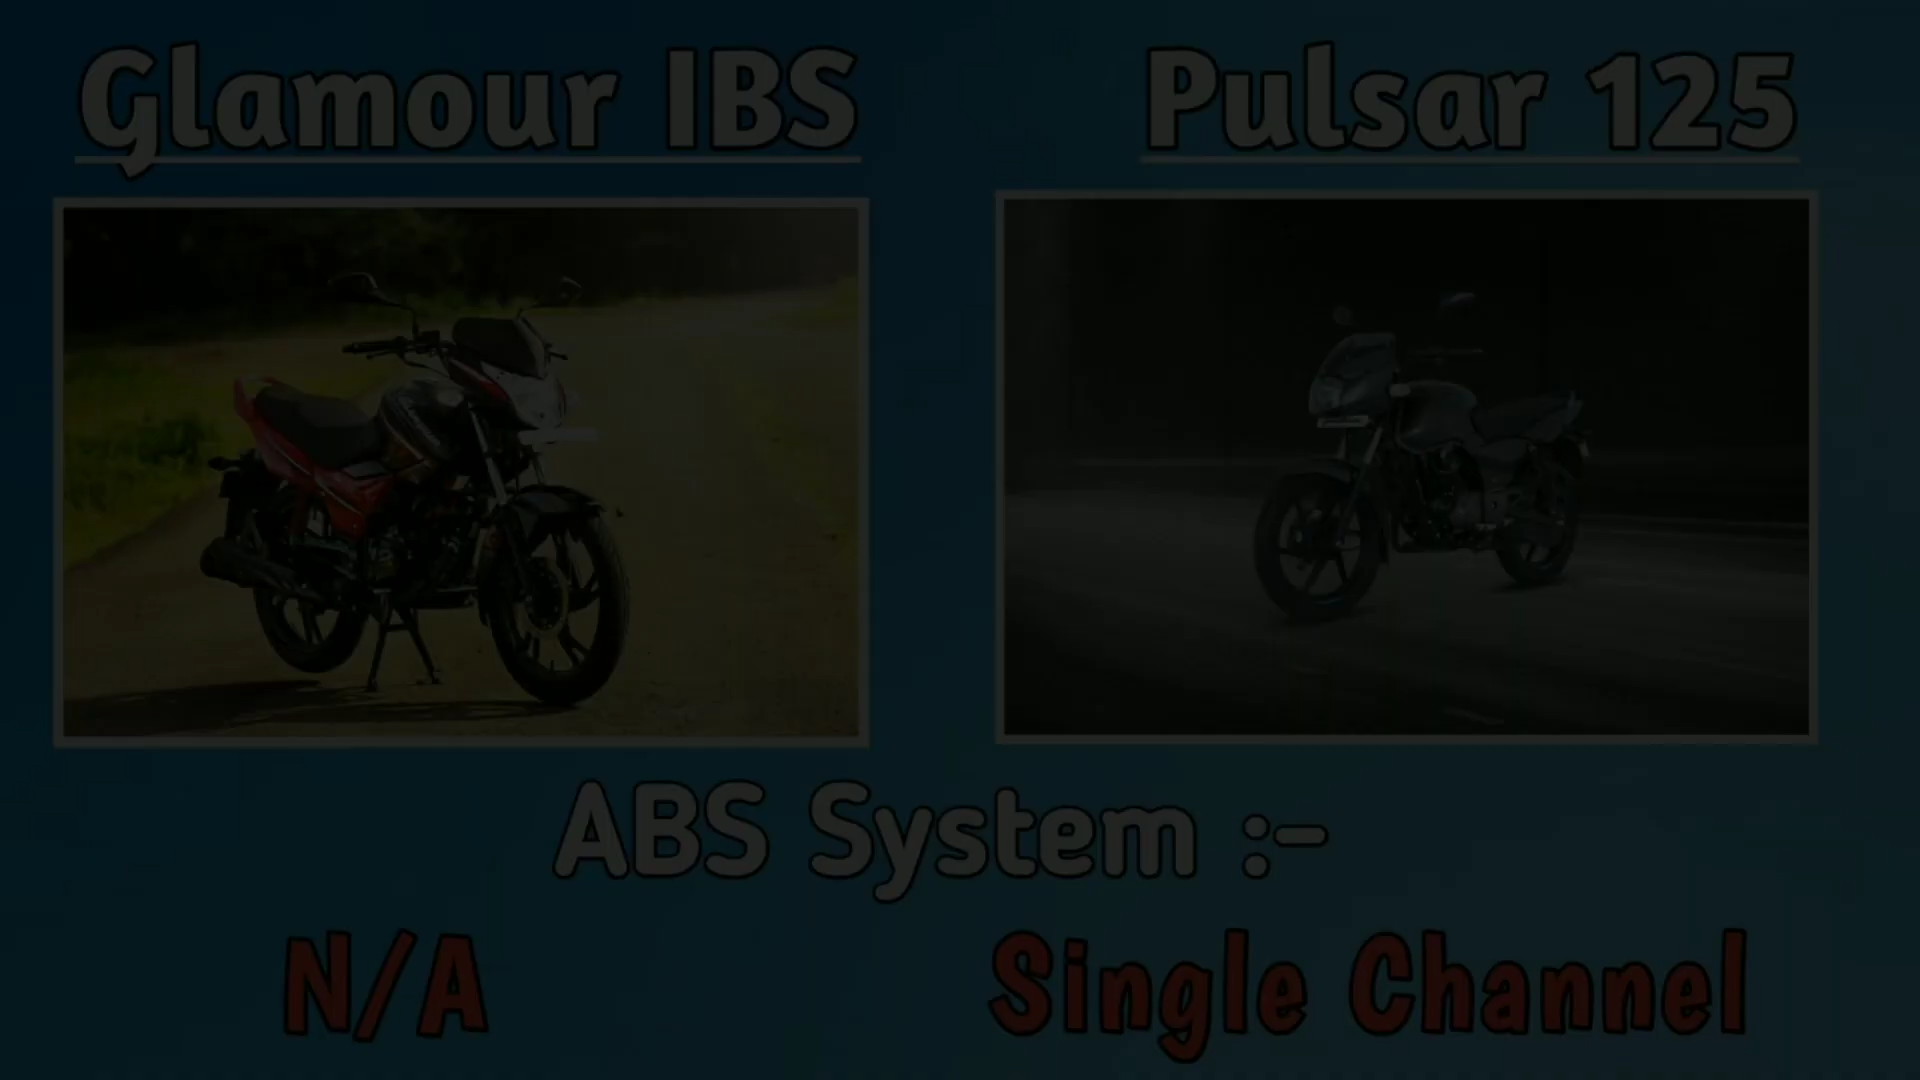 Glamour IBS
Pulsar 125
ABS System :-
N/A
Single Channel